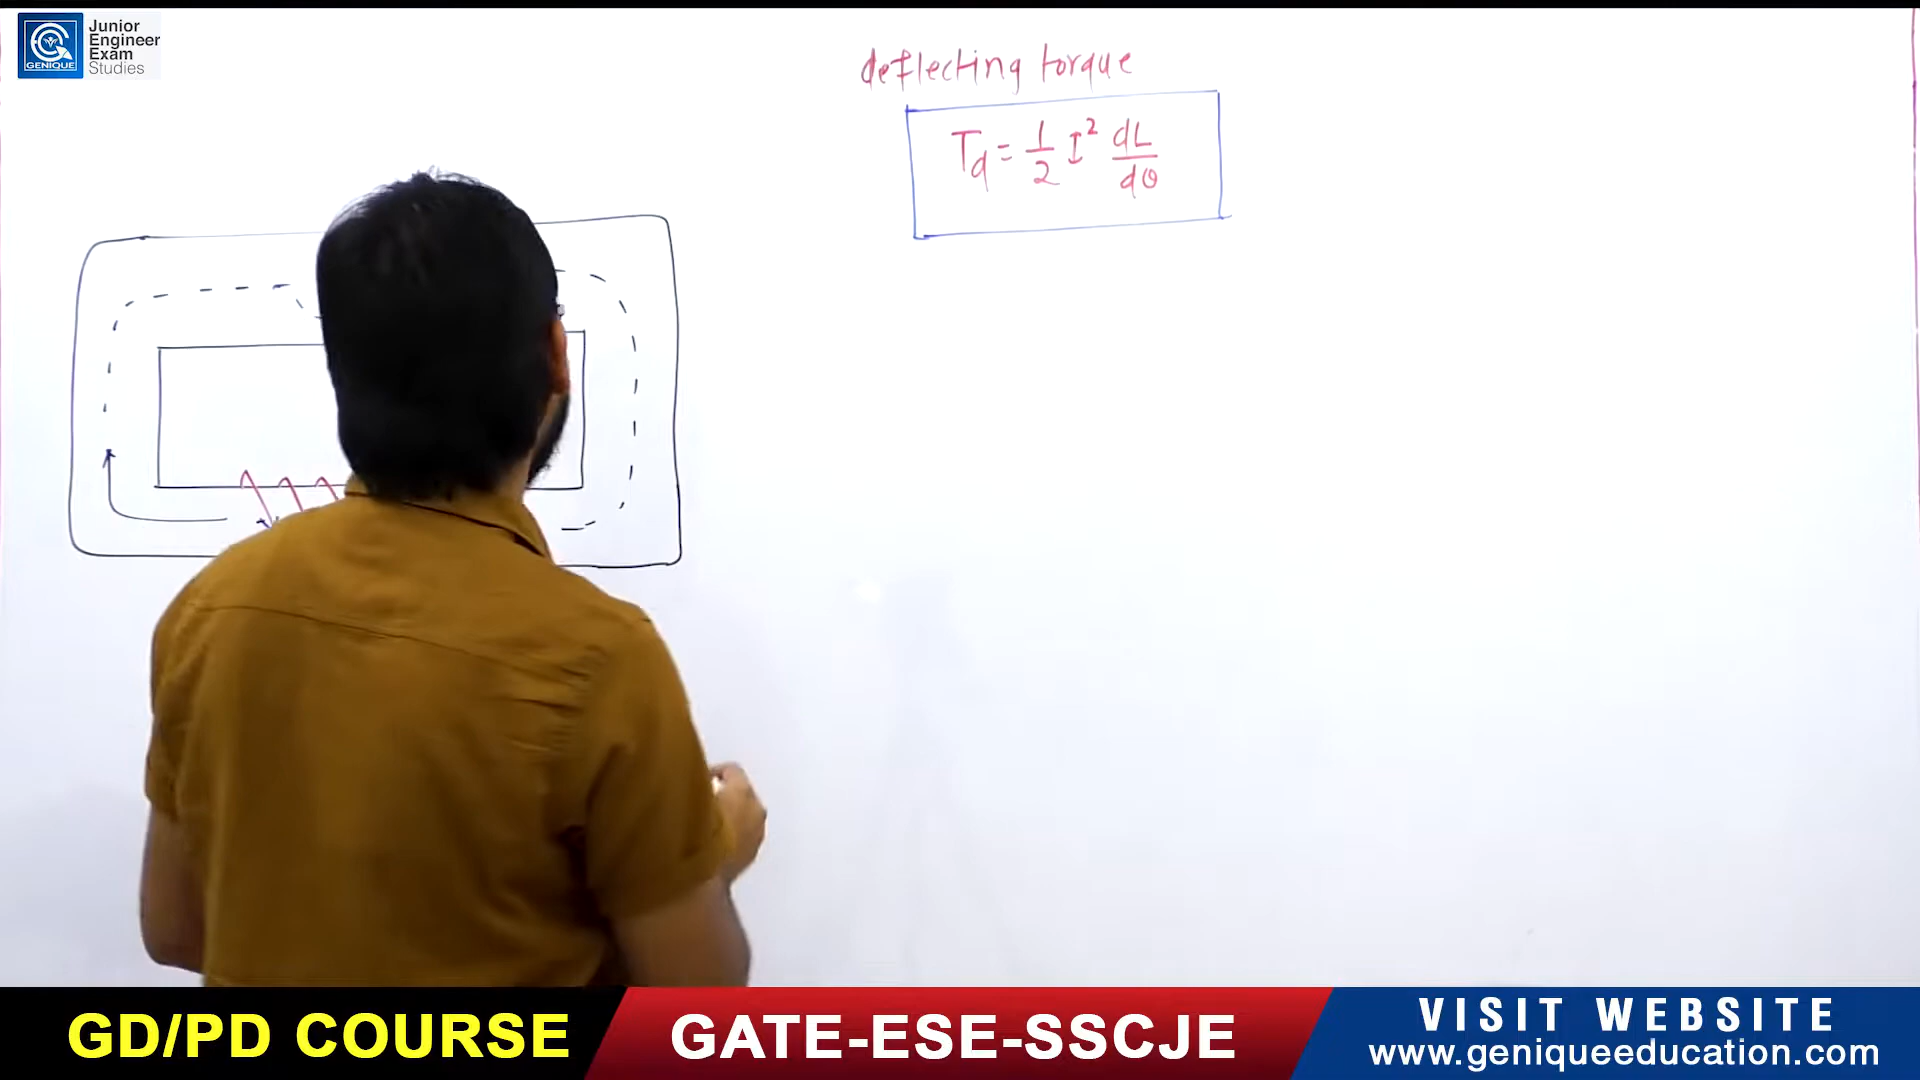 GENIQUE
Junior
Engineer
Exam
Studies
deflecting torque
T_d = 1/2 I² dL/dθ
GD/PD COURSE
GATE-ESE-SSCJE
VISIT WEBSITE
www.geniqueeducation.com